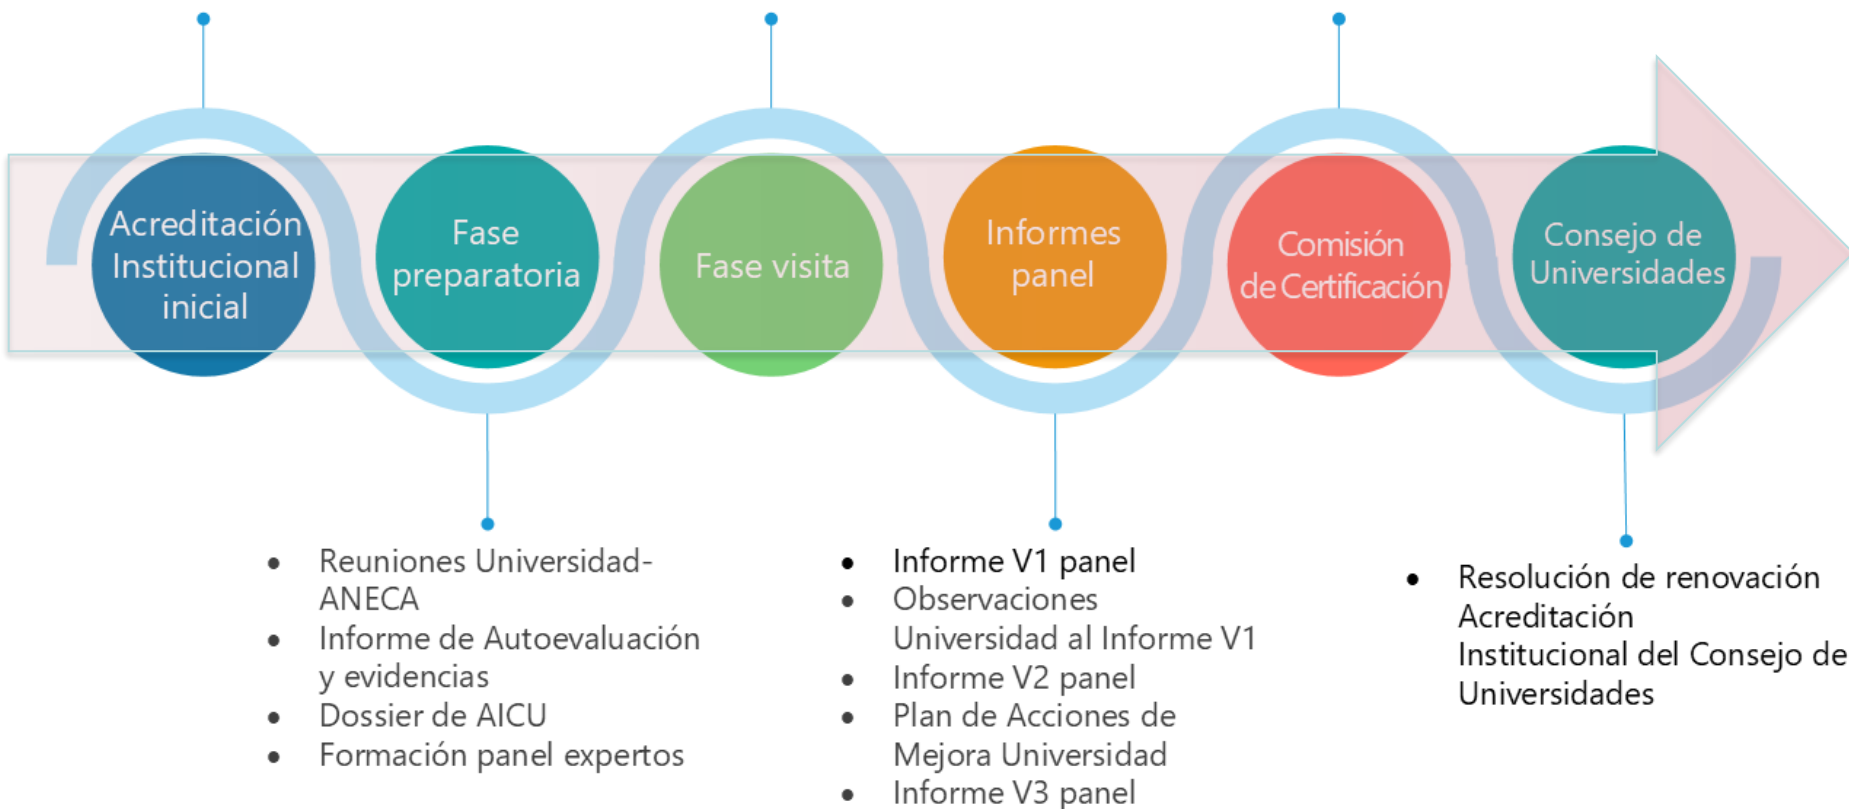 Acreditación
Institucional
inicial
Fase
preparatoria
Fase visita
Informes
panel
Comisión
de Certificación
Consejo de
Universidades
• Reuniones Universidad-
ANECA
• Informe de Autoevaluación
y evidencias
• Dossier de AICU
• Formación panel expertos
• Informe V1 panel
• Observaciones
Universidad al Informe V1
• Informe V2 panel
• Plan de Acciones de
Mejora Universidad
• Informe V3 panel
• Resolución de renovación
Acreditación
Institucional del Consejo de
Universidades